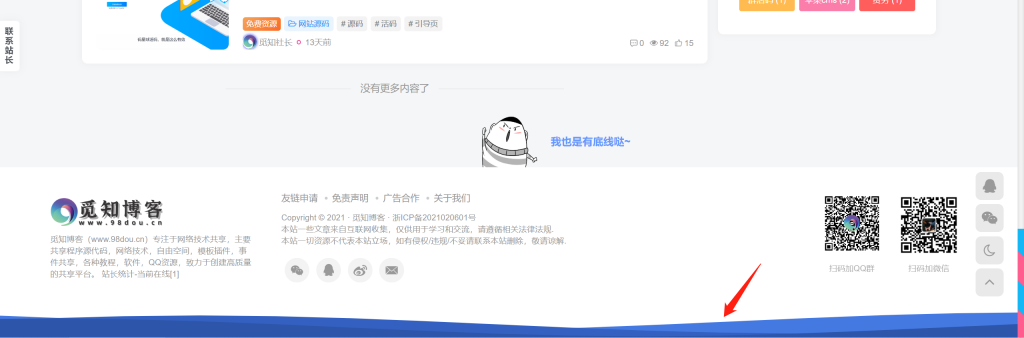 联系站长
免费资源 网站源码 # 源码 # 活码 # 引导页
觅知社长 13天前 0 92 15
没有更多内容了
我也是有底线哒~
觅知博客
www.98dou.cn
觅知博客（www.98dou.cn）专注于网络技术共享，主要
共享程序源代码，网络技术，自由空间，模板插件，事
件共享，各种教程，软件，QQ资源，致力于创建高质量
的共享平台。 站长统计-当前在线[1]
友链申请 免责声明 广告合作 关于我们
Copyright © 2021 · 觅知博客 · 浙ICP备2021020601号
本站一些文章来自互联网收集，仅供用于学习和交流，请遵循相关法律法规.
本站一切资源不代表本站立场，如有侵权/违规/不妥请联系本站删除，敬请谅解.
扫码加QQ群
扫码加微信